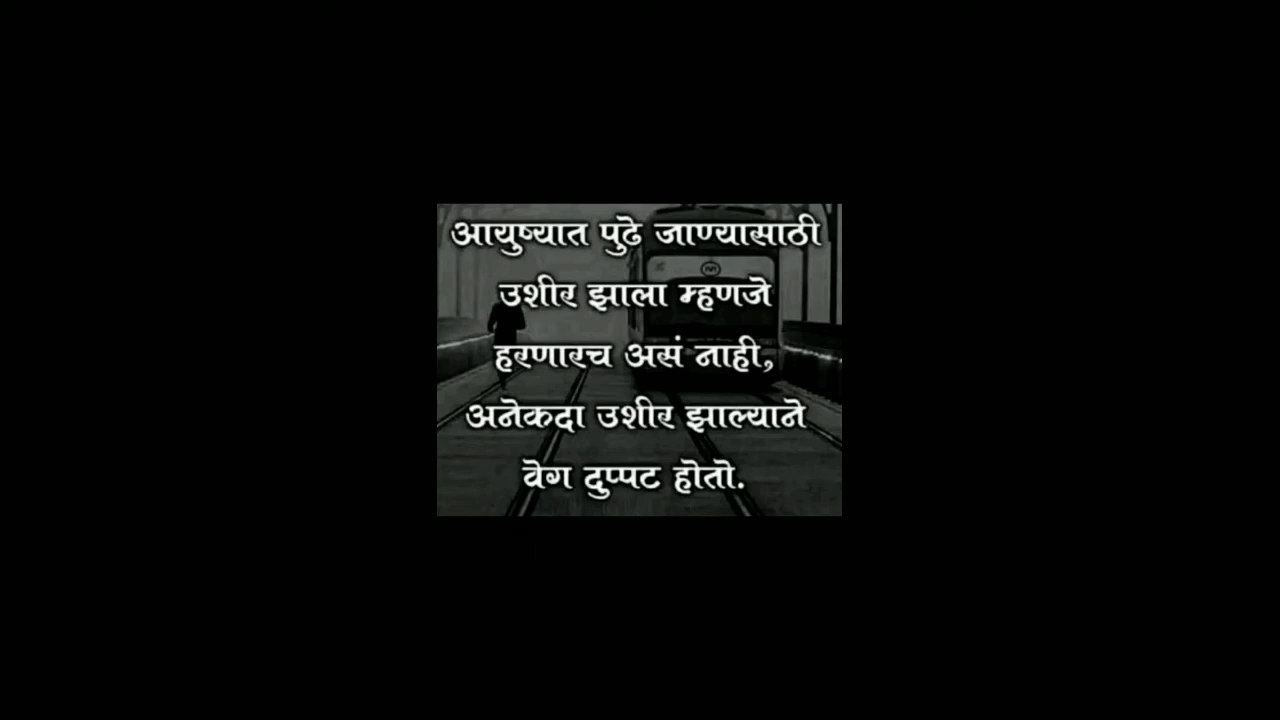 आयुष्यात पुढे जाण्यासाठी
उशीर झाला म्हणजे
हरणारच असं नाही,
अनेकदा उशीर झाल्याने
वेग दुप्पट होतो.